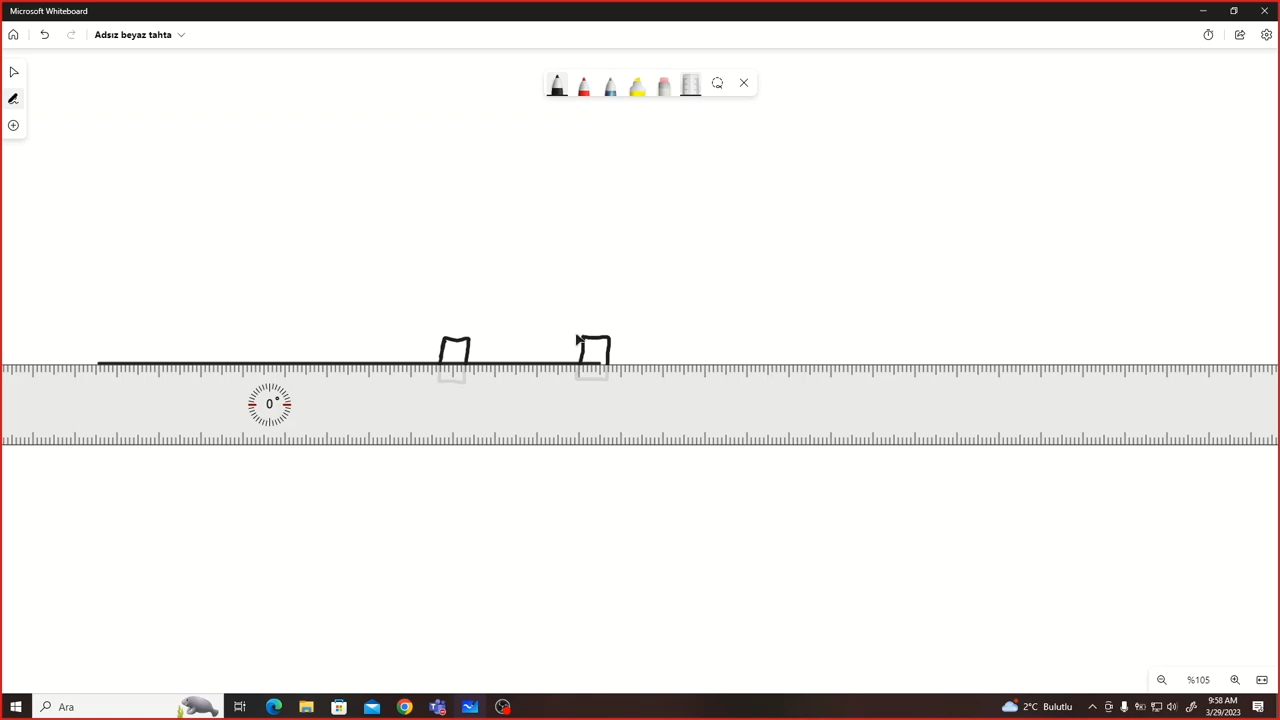 Microsoft Whiteboard
Adsız beyaz tahta
0°
%105
Ara
2°C Bulutlu
9:58 AM
3/29/2023